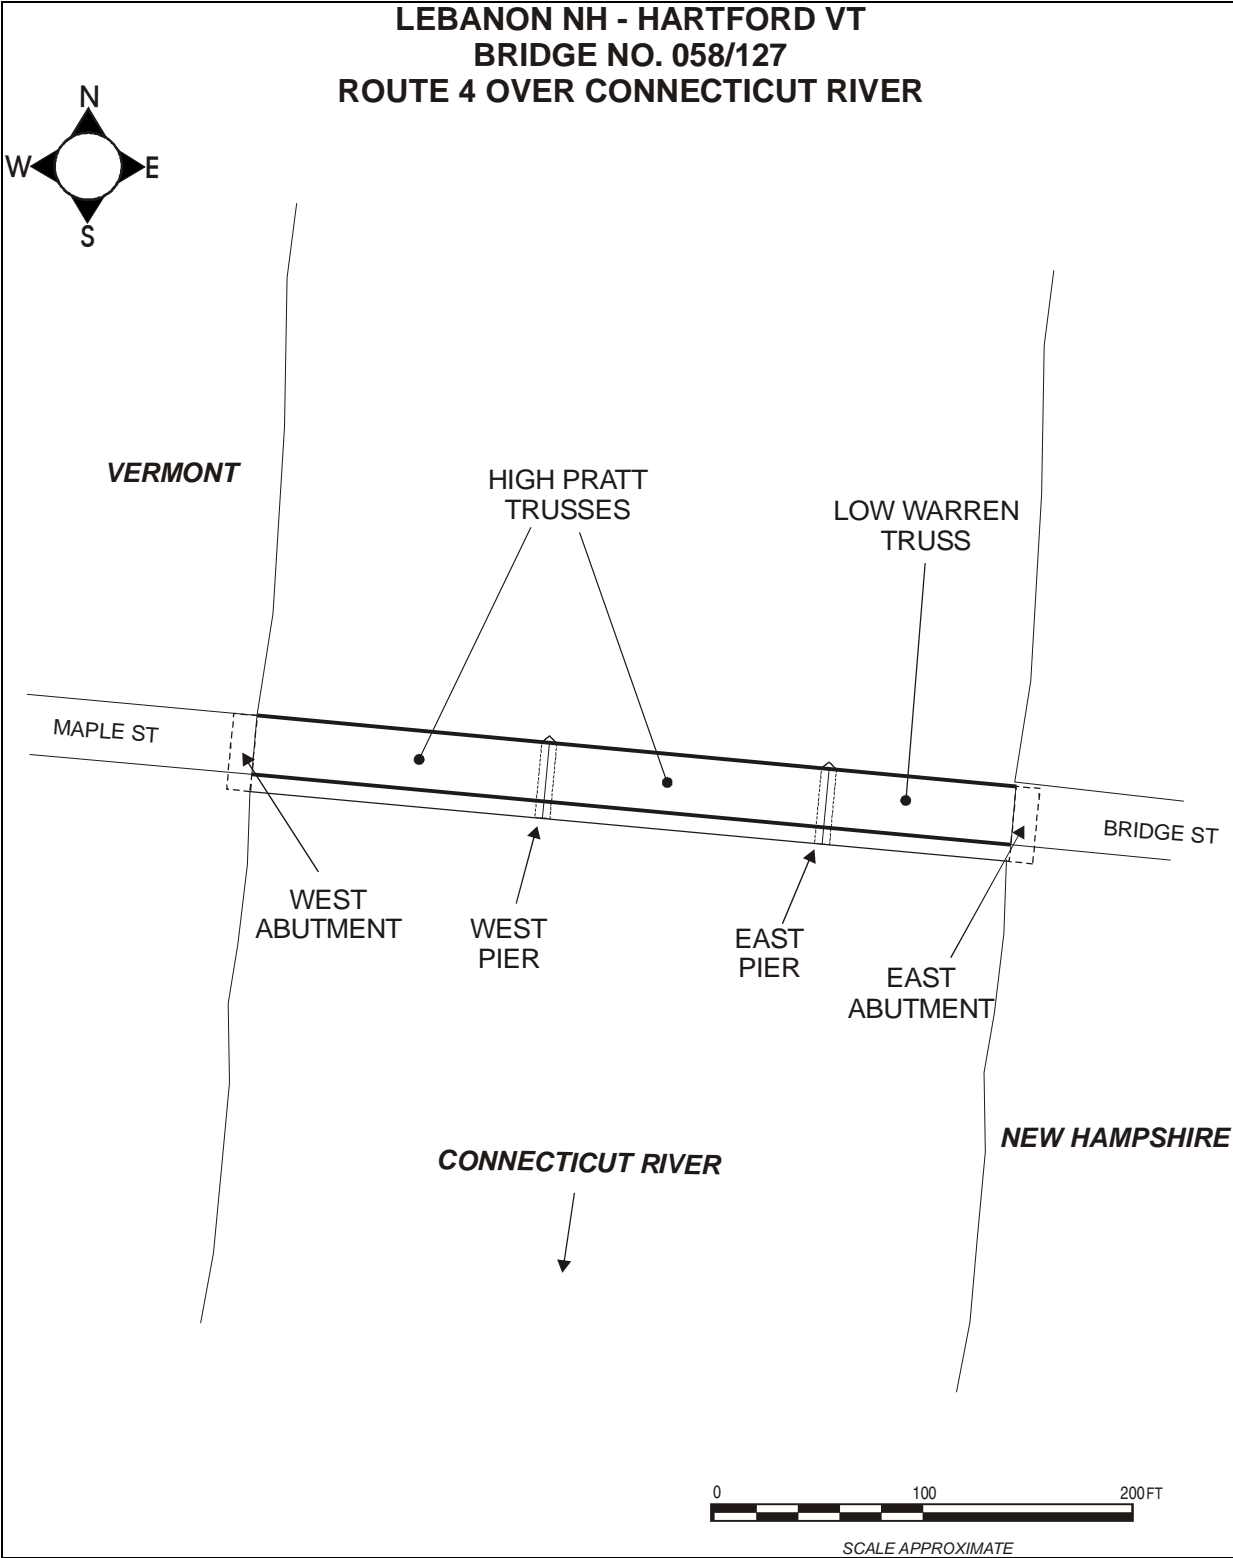 LEBANON NH - HARTFORD VT
BRIDGE NO. 058/127
ROUTE 4 OVER CONNECTICUT RIVER
N
W E
S
VERMONT
HIGH PRATT
TRUSSES
LOW WARREN
TRUSS
MAPLE ST
BRIDGE ST
WEST
ABUTMENT
WEST
PIER
EAST
PIER
EAST
ABUTMENT
NEW HAMPSHIRE
CONNECTICUT RIVER
0 100 200FT
SCALE APPROXIMATE